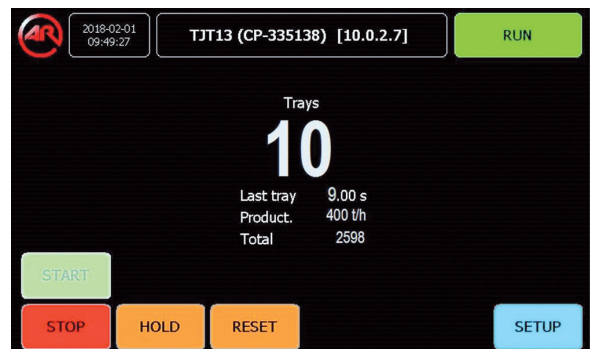 AR
2018-02-01
09:49:27
TJT13 (CP-335138) [10.0.2.7]
RUN
Trays
10
Last tray 9.00 s
Product. 400 t/h
Total 2598
START
STOP
HOLD
RESET
SETUP